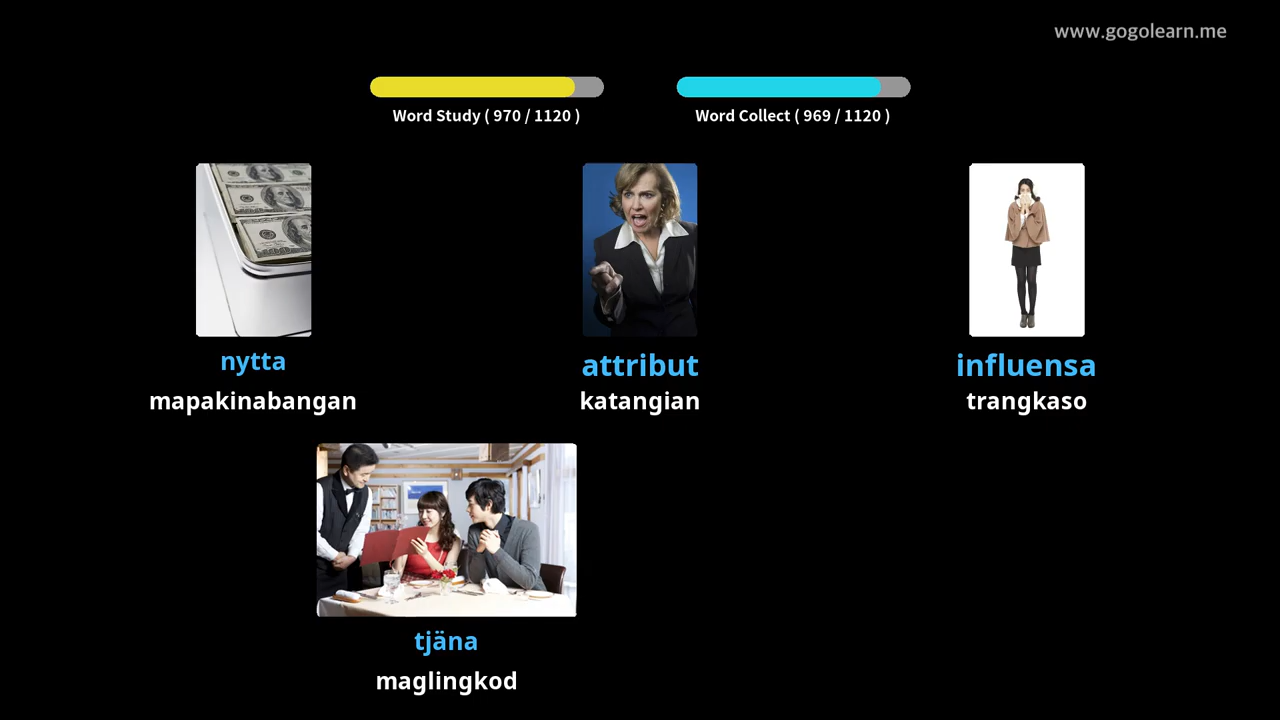 www.gogolearn.me
Word Study ( 970 / 1120 )
Word Collect ( 969 / 1120 )
nytta
mapakinabangan
attribut
katangian
influensa
trangkaso
tjäna
maglingkod